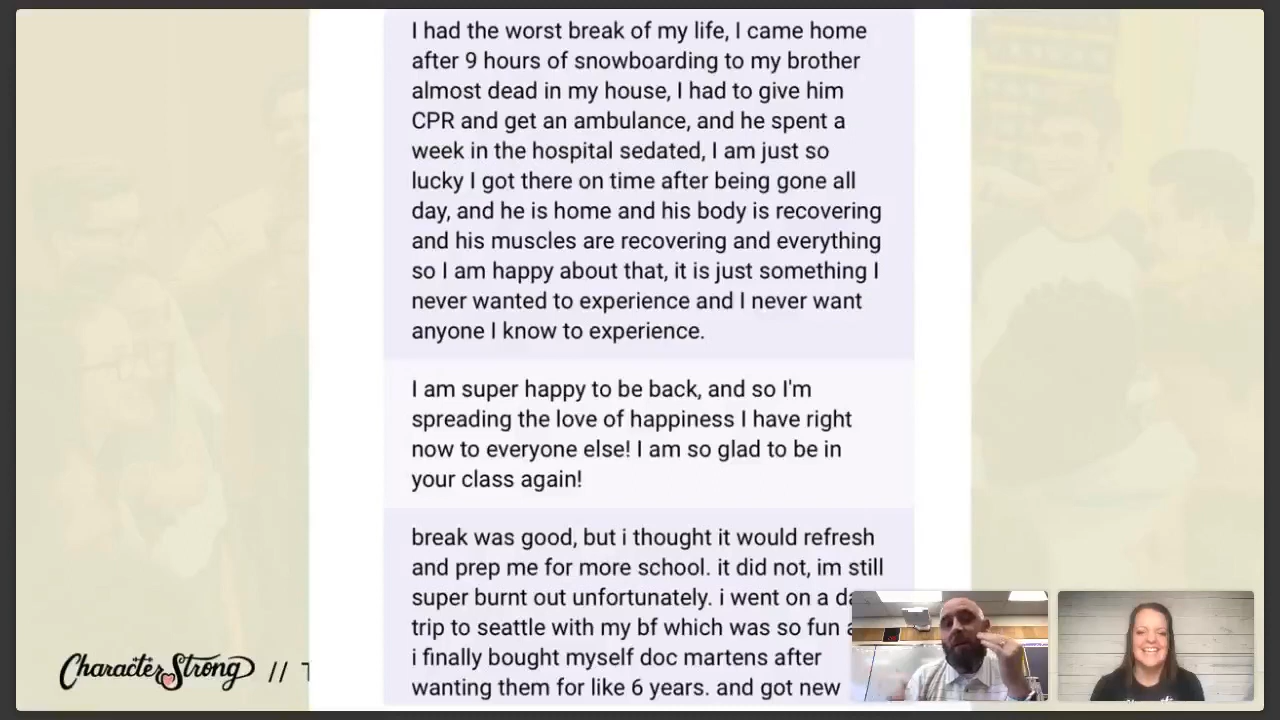 I had the worst break of my life, I came home
after 9 hours of snowboarding to my brother
almost dead in my house, I had to give him
CPR and get an ambulance, and he spent a
week in the hospital sedated, I am just so
lucky I got there on time after being gone all
day, and he is home and his body is recovering
and his muscles are recovering and everything
so I am happy about that, it is just something I
never wanted to experience and I never want
anyone I know to experience.
I am super happy to be back, and so I'm
spreading the love of happiness I have right
now to everyone else! I am so glad to be in
your class again!
break was good, but i thought it would refresh
and prep me for more school. it did not, im still
super burnt out unfortunately. i went on a
trip to seattle with my bf which was so fun
i finally bought myself doc martens after
wanting them for like 6 years. and got new
CharacterStrong //